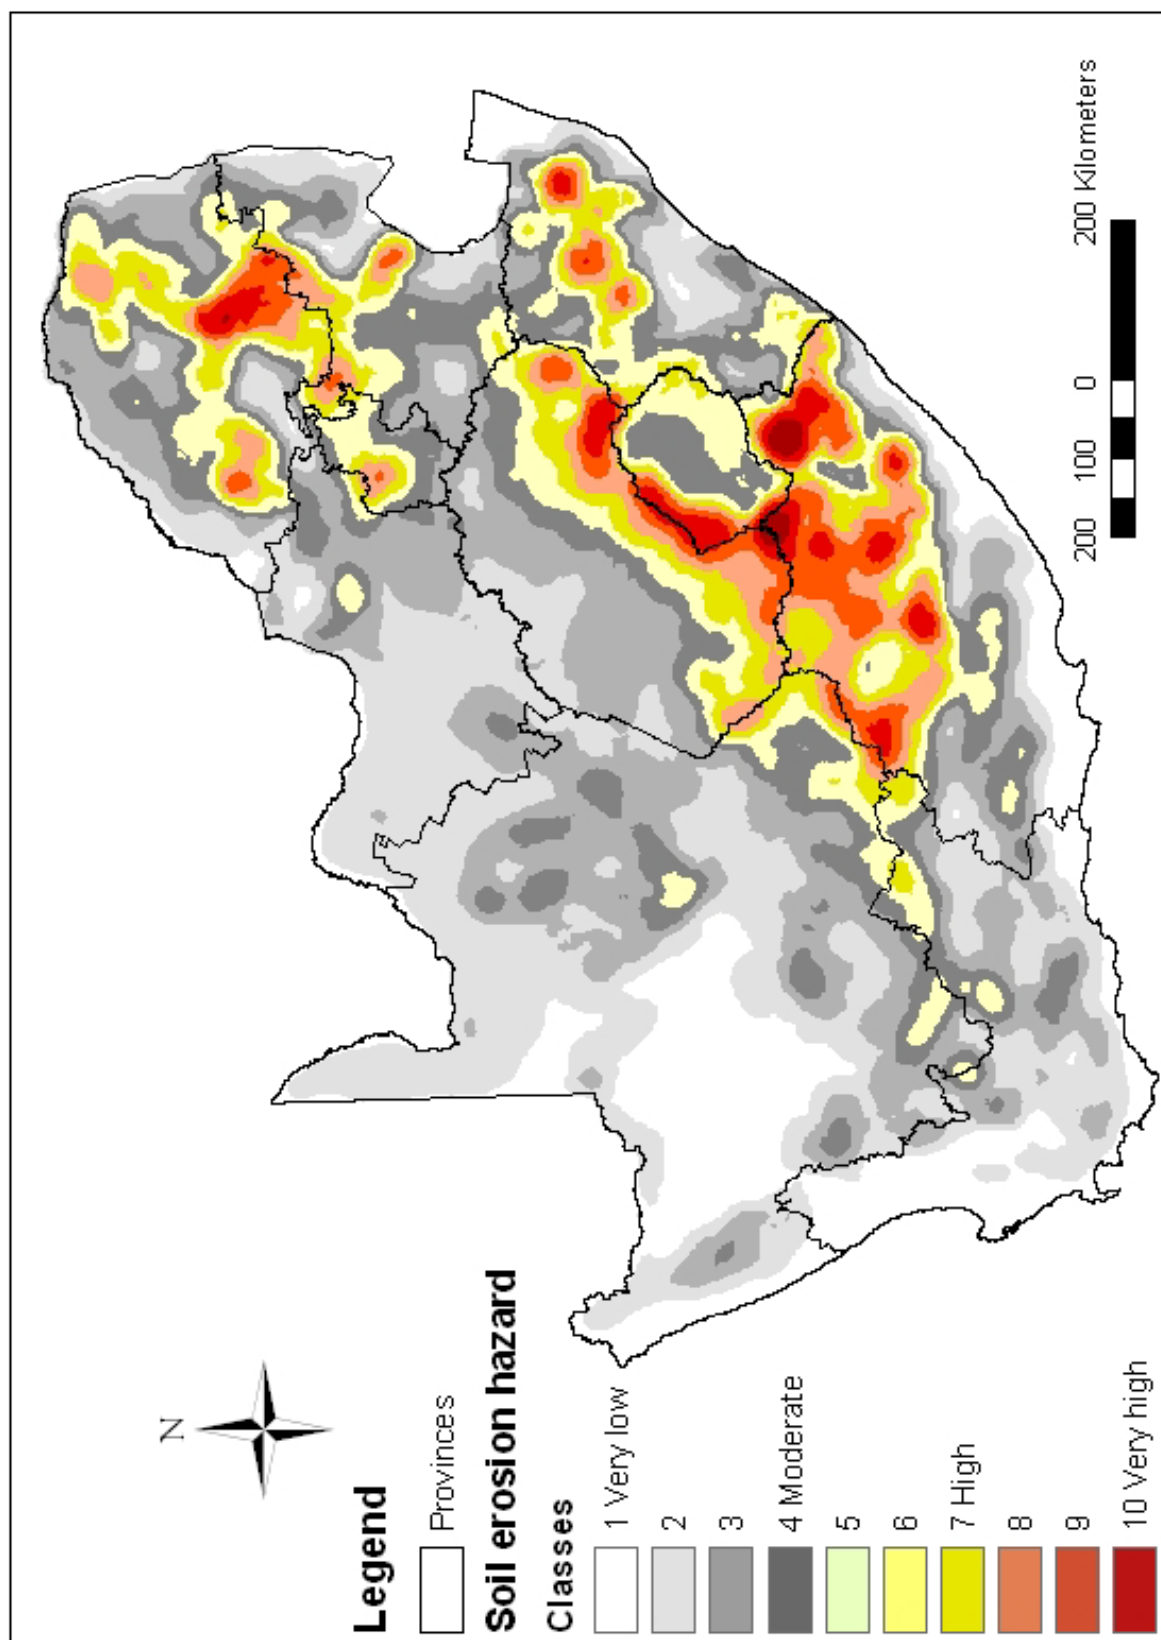 N
Legend
Provinces
Soil erosion hazard
Classes
1 Very low
2
3
4 Moderate
5
6
7 High
8
9
10 Very high
200 100 0 200 Kilometers